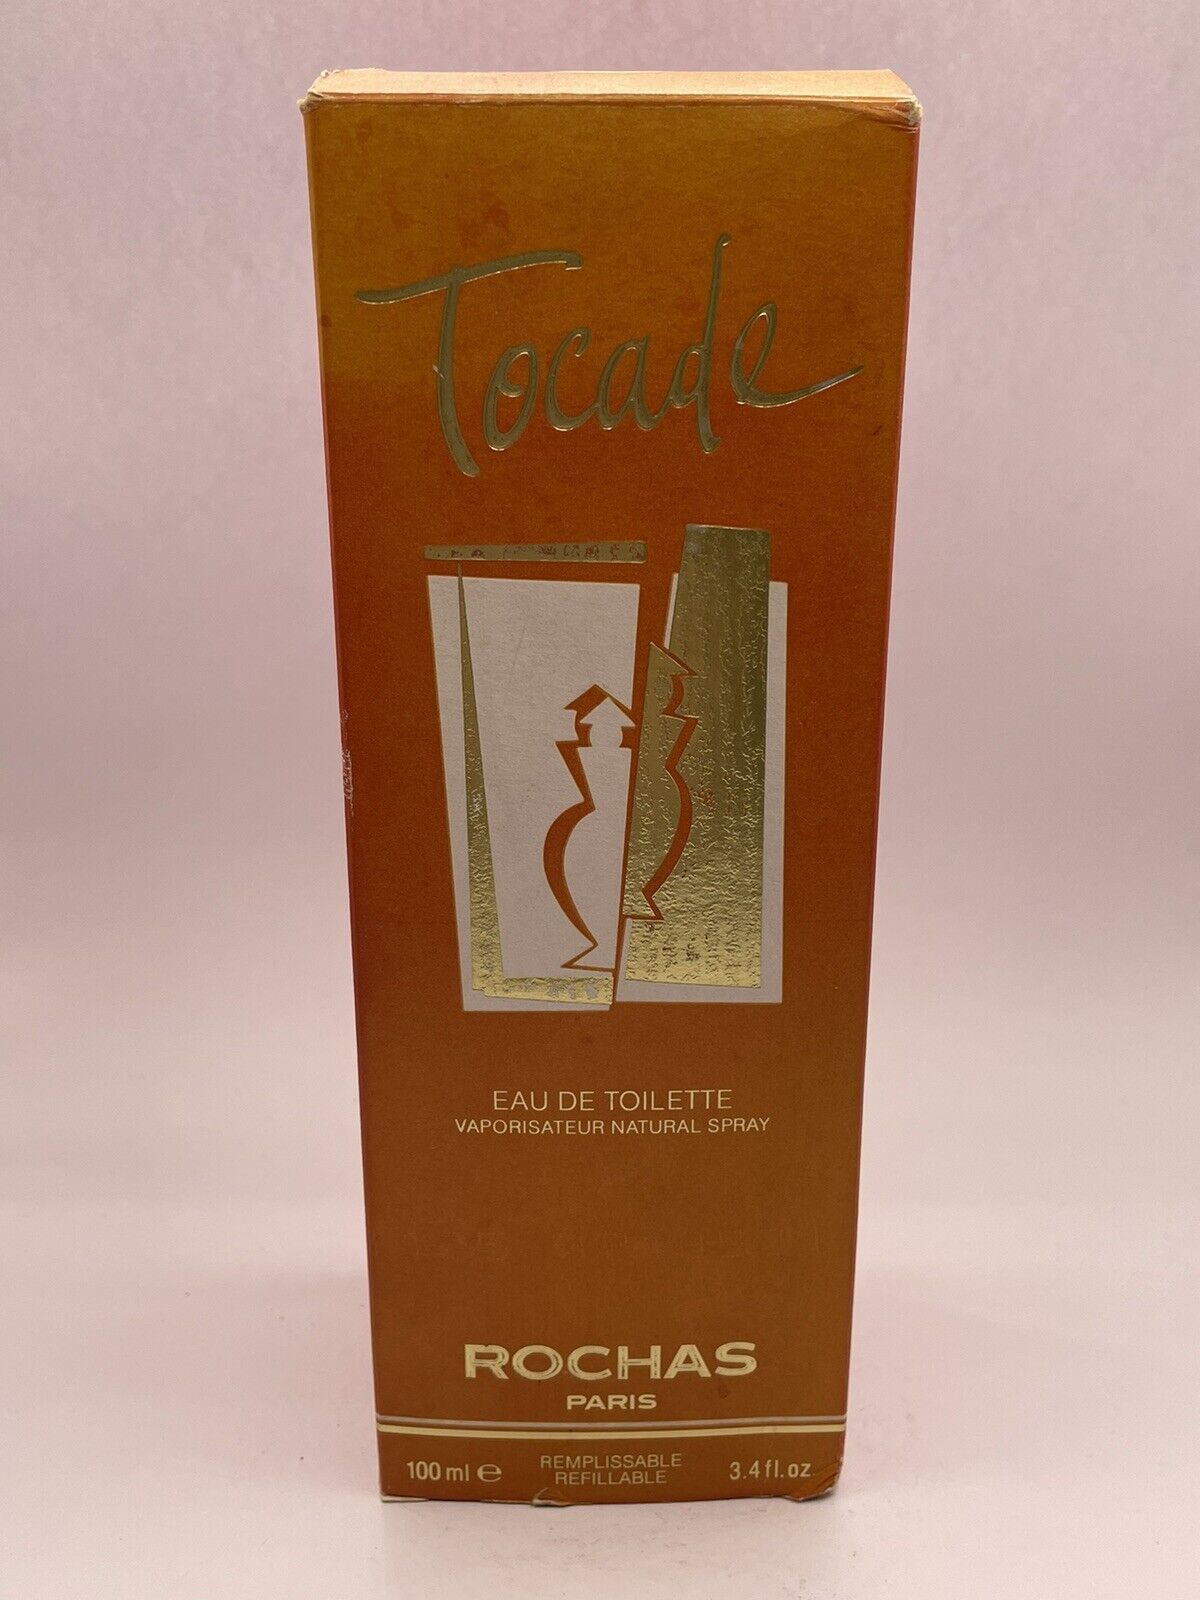 Tocade
EAU DE TOILETTE
VAPORISATEUR NATURAL SPRAY
ROCHAS
PARIS
100 ml ℮
REMPLISSABLE
REFILLABLE
3.4 fl. oz